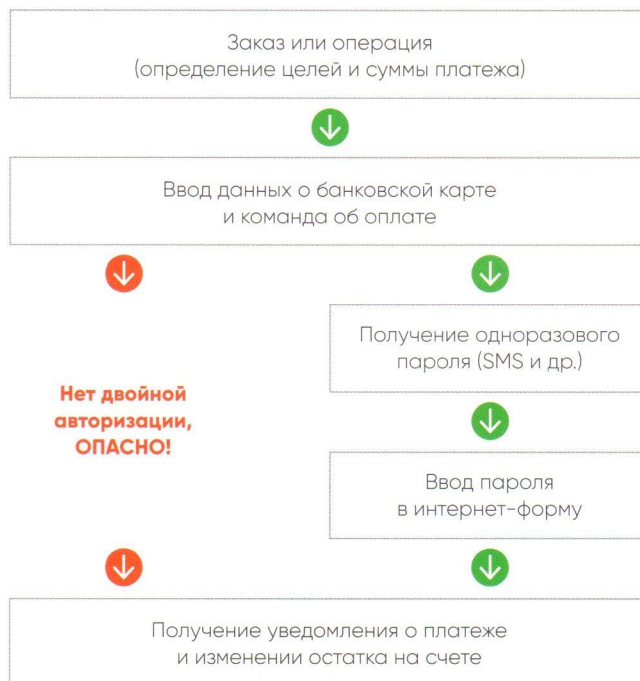 Заказ или операция
(определение целей и суммы платежа)
Ввод данных о банковской карте
и команда об оплате
Получение одноразового
пароля (SMS и др.)
Нет двойной
авторизации,
ОПАСНО!
Ввод пароля
в интернет-форму
Получение уведомления о платеже
и изменении остатка на счете